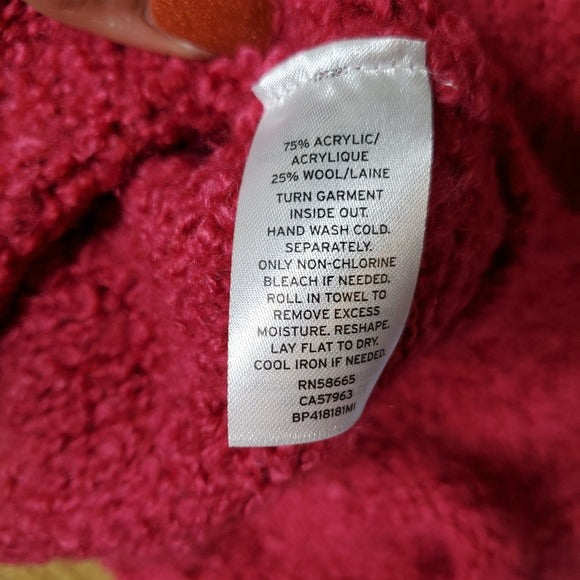 75% ACRYLIC/
ACRYLIQUE
25% WOOL/LAINE
TURN GARMENT
INSIDE OUT.
HAND WASH COLD.
SEPARATELY.
ONLY NON-CHLORINE
BLEACH IF NEEDED.
ROLL IN TOWEL TO
REMOVE EXCESS
MOISTURE. RESHAPE.
LAY FLAT TO DRY.
COOL IRON IF NEEDED.
RN58665
CA57963